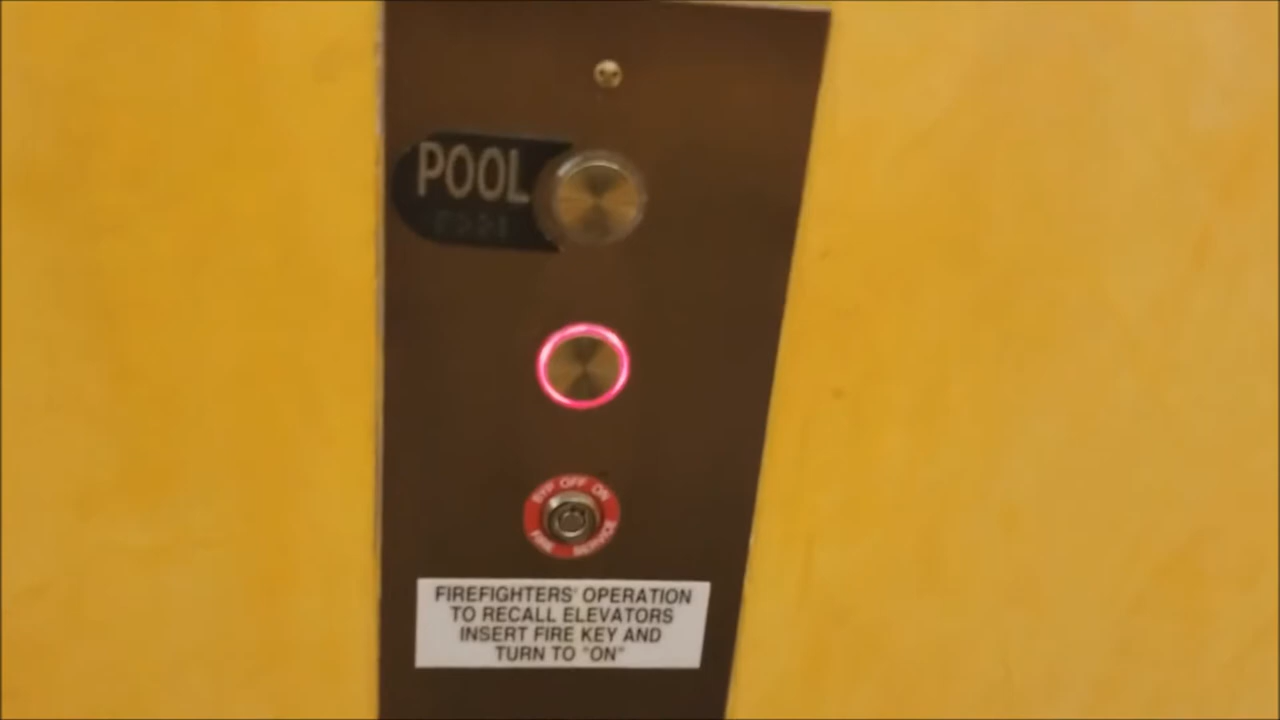 POOL
BYP OFF ON
FIRE SERVICE
FIREFIGHTERS' OPERATION
TO RECALL ELEVATORS
INSERT FIRE KEY AND
TURN TO "ON"